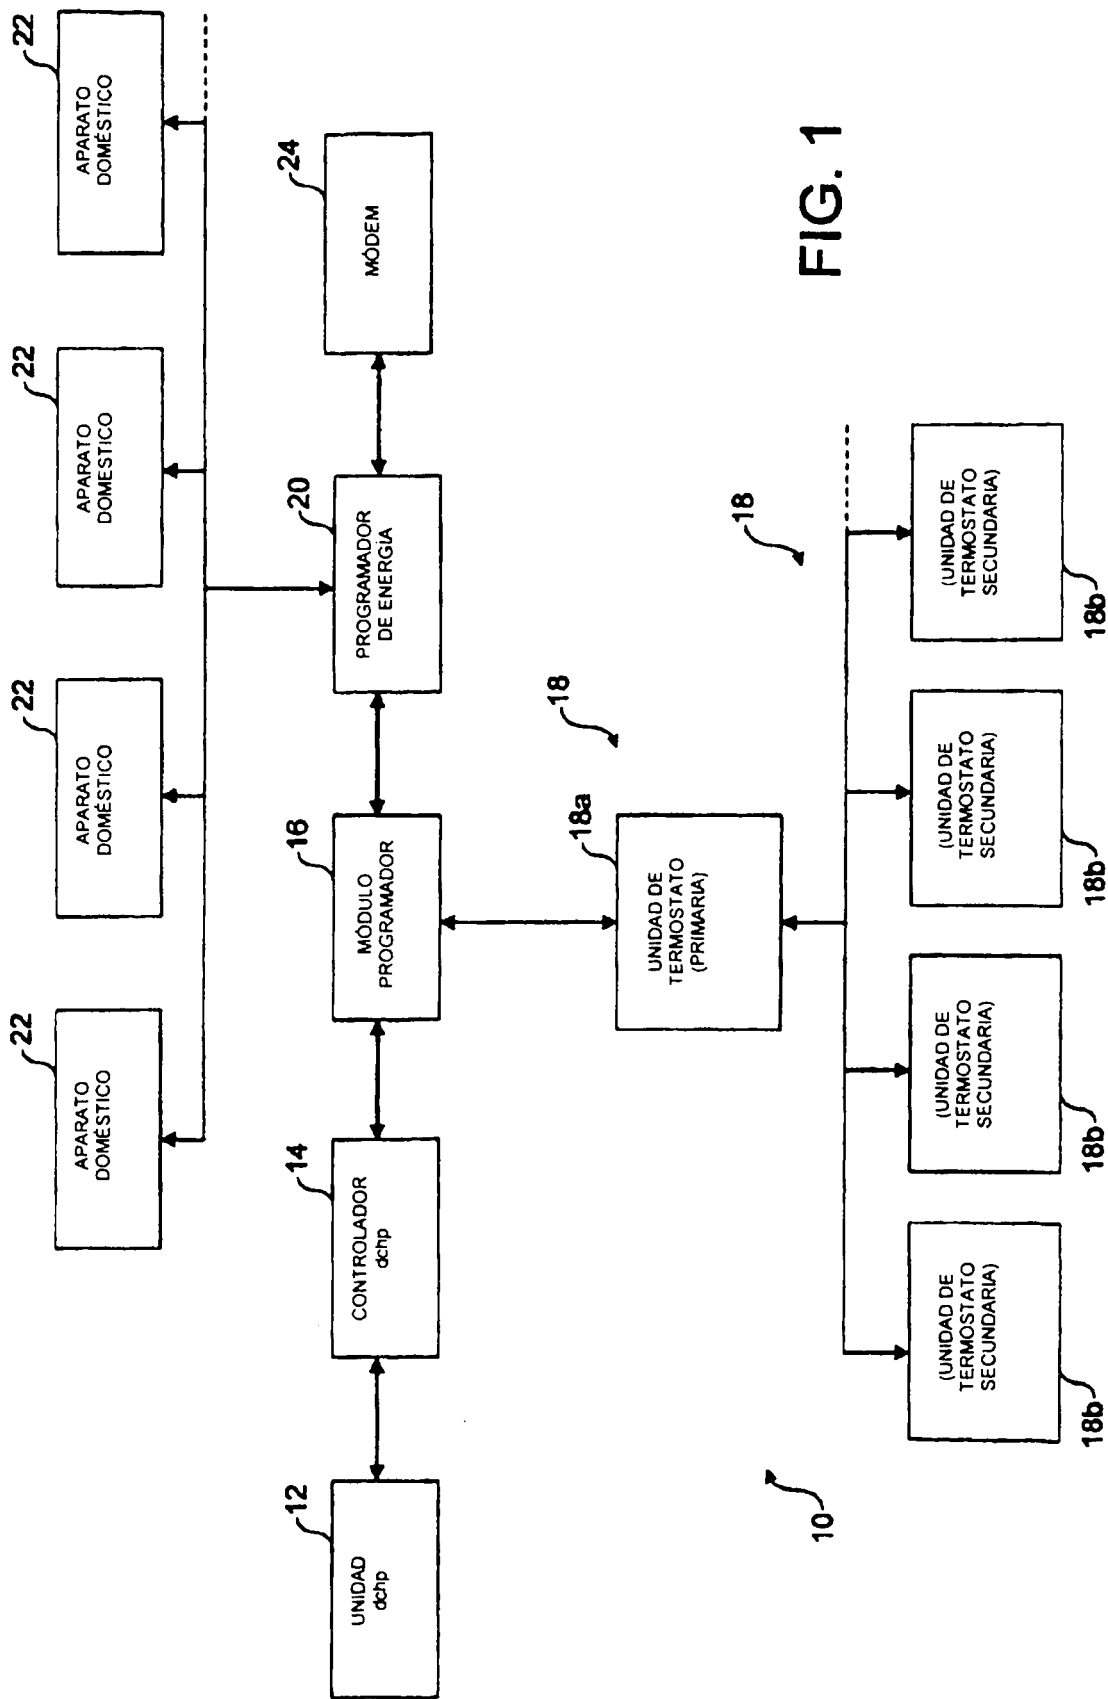 22
22
22
22
APARATO
DOMÉSTICO
APARATO
DOMÉSTICO
APARATO
DOMESTICO
APARATO
DOMÉSTICO
12
14
16
20
24
UNIDAD
dchp
CONTROLADOR
dchp
MÓDULO
PROGRAMADOR
PROGRAMADOR
DE ENERGÍA
MÓDEM
18
18a
UNIDAD DE
TERMOSTATO
(PRIMARIA)
18
FIG. 1
10
(UNIDAD DE
TERMOSTATO
SECUNDARIA)
(UNIDAD DE
TERMOSTATO
SECUNDARIA)
(UNIDAD DE
TERMOSTATO
SECUNDARIA)
(UNIDAD DE
TERMOSTATO
SECUNDARIA)
18b
18b
18b
18b